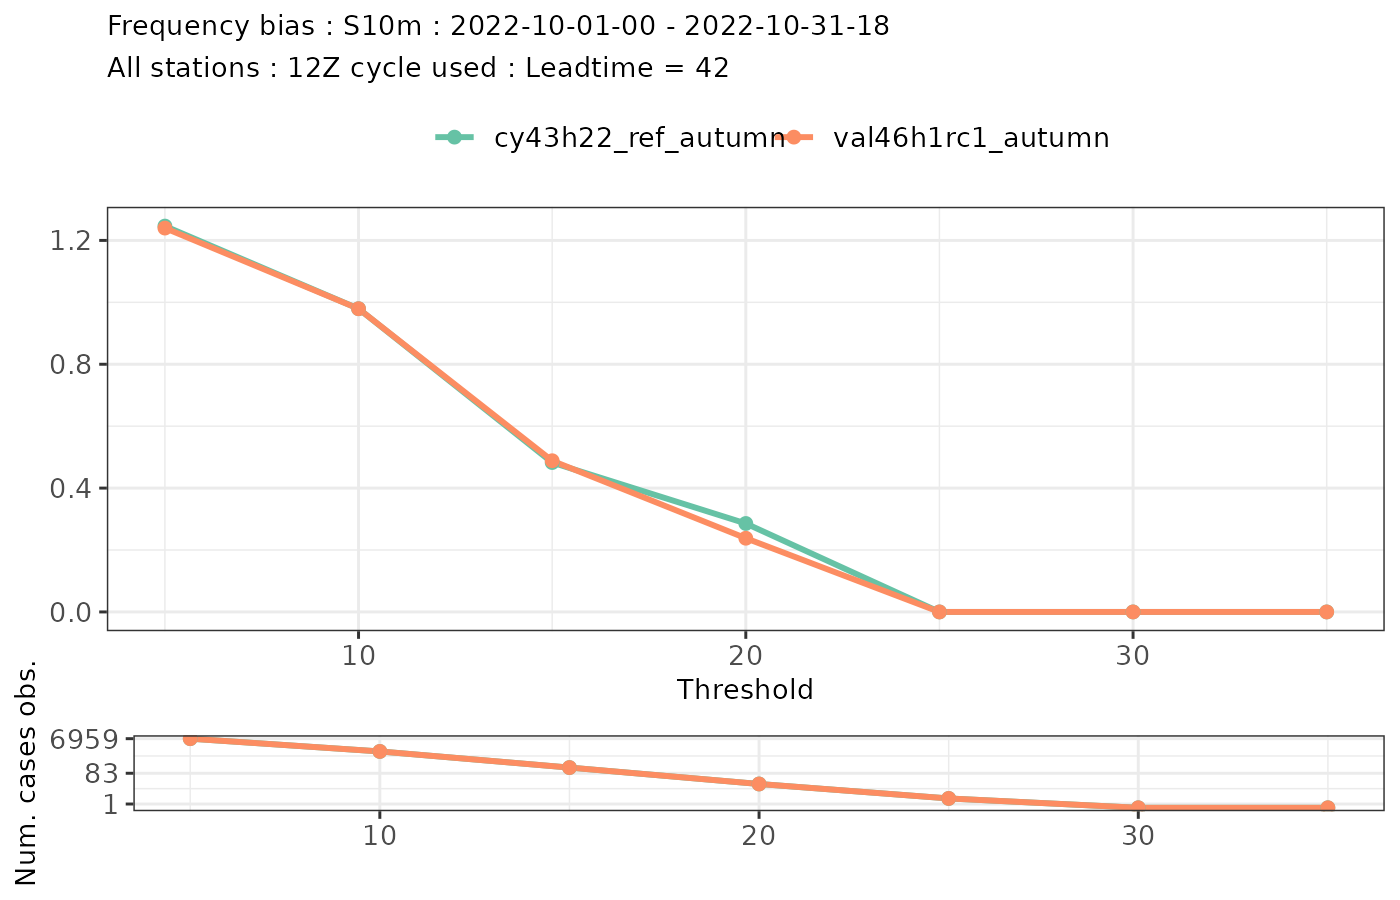 Frequency bias : S10m : 2022-10-01-00 - 2022-10-31-18
All stations : 12Z cycle used : Leadtime = 42
cy43h22_ref_autumn val46h1rc1_autumn
1.2
0.8
0.4
0.0
10 20 30
Threshold
Num. cases obs.
6959
83
1
10 20 30